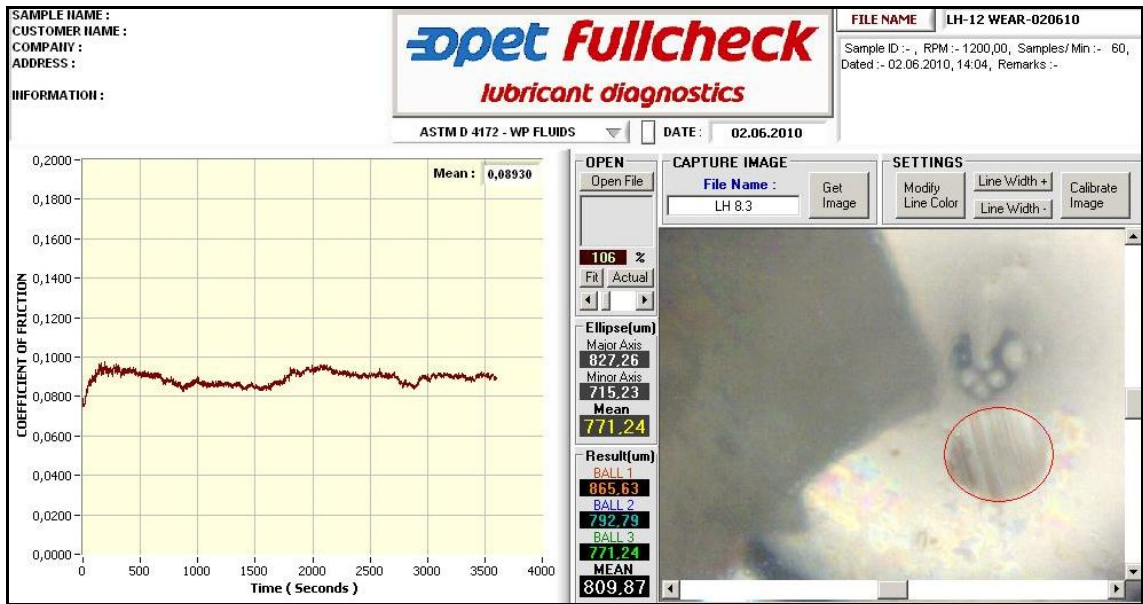 SAMPLE NAME :
CUSTOMER NAME :
COMPANY :
ADDRESS :
INFORMATION :
opet fullcheck
lubricant diagnostics
FILE NAME LH-12 WEAR-020610
Sample ID :- , RPM :- 1200,00, Samples/ Min :- 60,
Dated :- 02.06.2010, 14:04, Remarks :-
ASTM D 4172 - WP FLUIDS
DATE : 02.06.2010
Mean : 0,08930
COEFFICIENT OF FRICTION
0,2000
0,1800
0,1600
0,1400
0,1200
0,1000
0,0800
0,0600
0,0400
0,0200
0,0000
0 500 1000 1500 2000 2500 3000 3500 4000
Time ( Seconds )
OPEN
Open File
106 %
Fit Actual
Ellipse(um)
Major Axis
827,26
Minor Axis
715,23
Mean
771,24
Result(um)
BALL 1
865,63
BALL 2
792,79
BALL 3
771,24
MEAN
809,87
CAPTURE IMAGE
File Name :
LH 8.3
Get
Image
SETTINGS
Modify
Line Color
Line Width +
Line Width -
Calibrate
Image